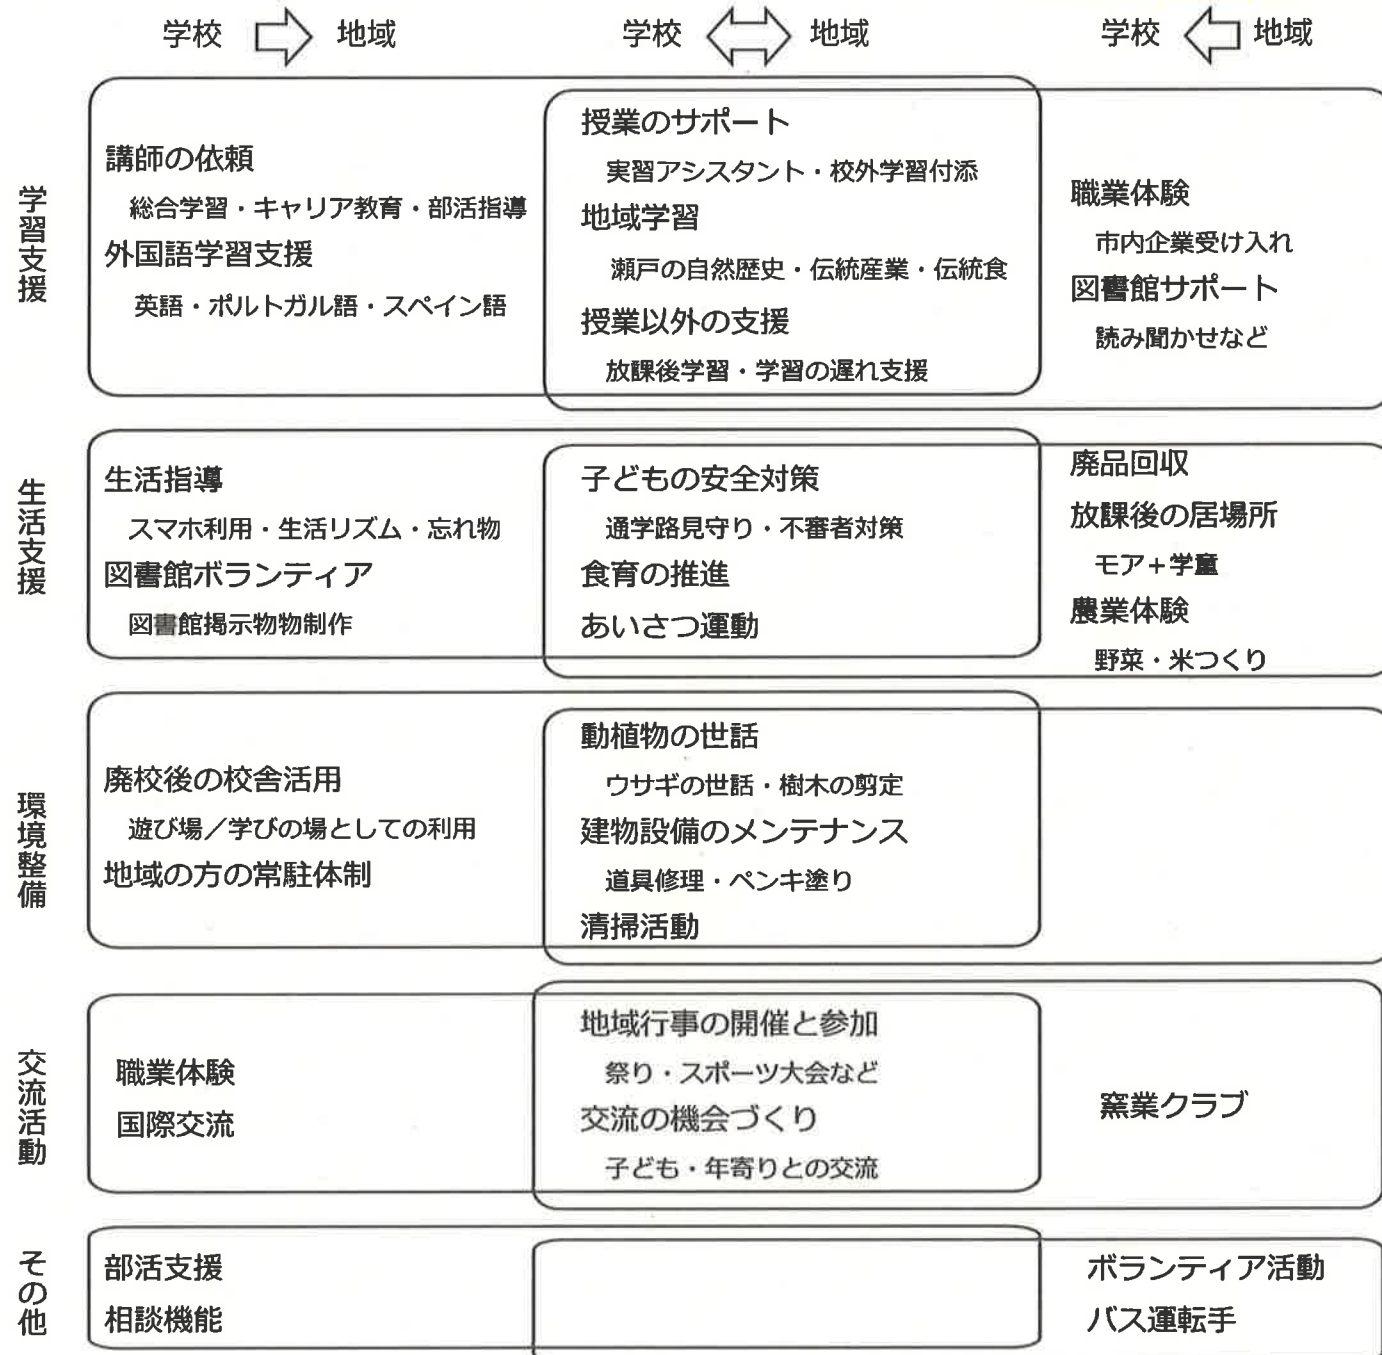 学校 地域
学校 地域
学校 地域
学習支援
講師の依頼
総合学習・キャリア教育・部活指導
外国語学習支援
英語・ポルトガル語・スペイン語
授業のサポート
実習アシスタント・校外学習付添
地域学習
瀬戸の自然歴史・伝統産業・伝統食
授業以外の支援
放課後学習・学習の遅れ支援
職業体験
市内企業受け入れ
図書館サポート
読み聞かせなど
生活支援
生活指導
スマホ利用・生活リズム・忘れ物
図書館ボランティア
図書館掲示物物制作
子どもの安全対策
通学路見守り・不審者対策
食育の推進
あいさつ運動
廃品回収
放課後の居場所
モア+学童
農業体験
野菜・米つくり
環境整備
廃校後の校舎活用
遊び場／学びの場としての利用
地域の方の常駐体制
動植物の世話
ウサギの世話・樹木の剪定
建物設備のメンテナンス
道具修理・ペンキ塗り
清掃活動
交流活動
職業体験
国際交流
地域行事の開催と参加
祭り・スポーツ大会など
交流の機会づくり
子ども・年寄りとの交流
窯業クラブ
その他
部活支援
相談機能
ボランティア活動
バス運転手